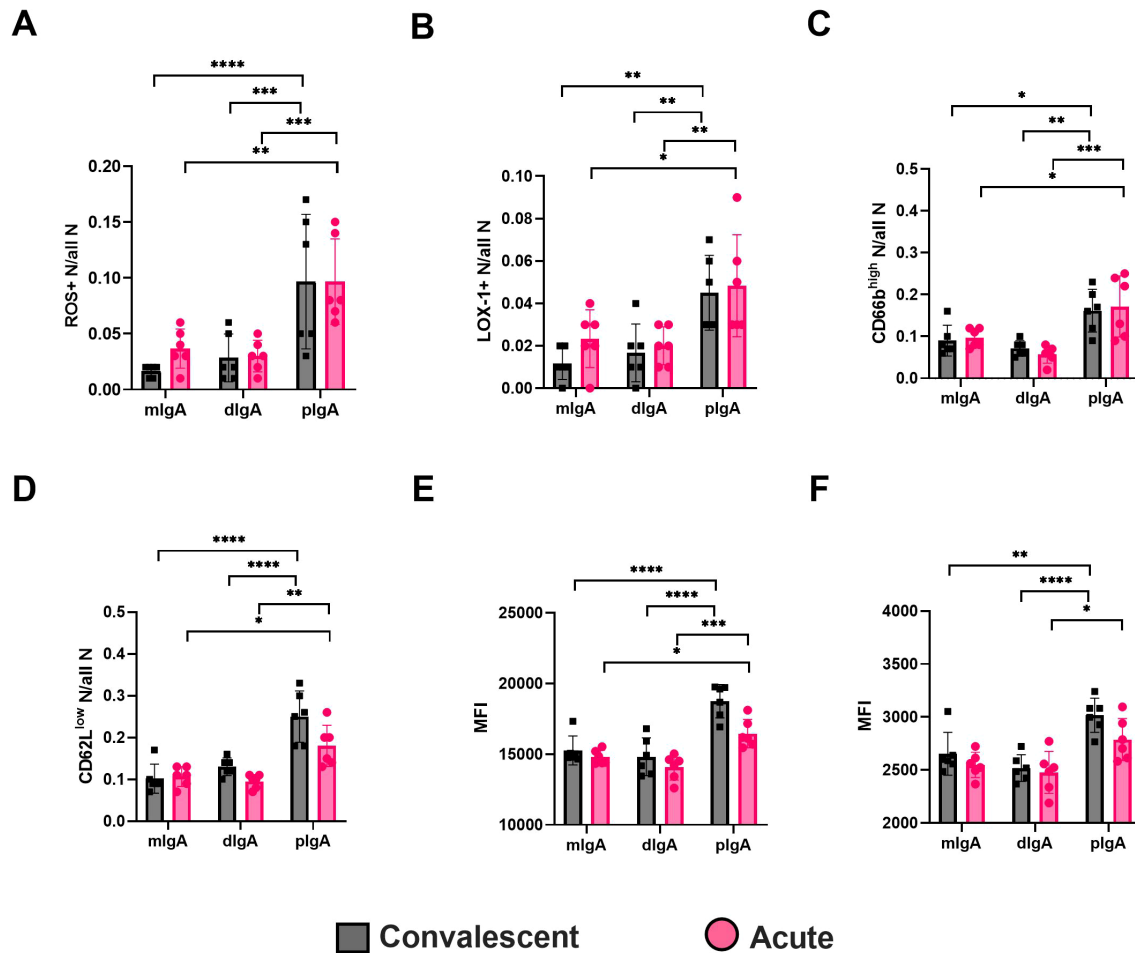 A
B
C
****
***
***
**
0.20
0.15
0.10
0.05
0.00
ROS+ N/all N
mIgA dIgA pIgA
**
**
**
*
0.10
0.08
0.06
0.04
0.02
0.00
LOX-1+ N/all N
mIgA dIgA pIgA
*
**
***
*
0.5
0.4
0.3
0.2
0.1
0.0
CD66b^high N/all N
mIgA dIgA pIgA
D
E
F
****
****
**
*
0.5
0.4
0.3
0.2
0.1
0.0
CD62L^low N/all N
mIgA dIgA pIgA
****
****
***
*
25000
20000
15000
10000
MFI
mIgA dIgA pIgA
**
****
*
4000
3500
3000
2500
2000
MFI
mIgA dIgA pIgA
Convalescent Acute